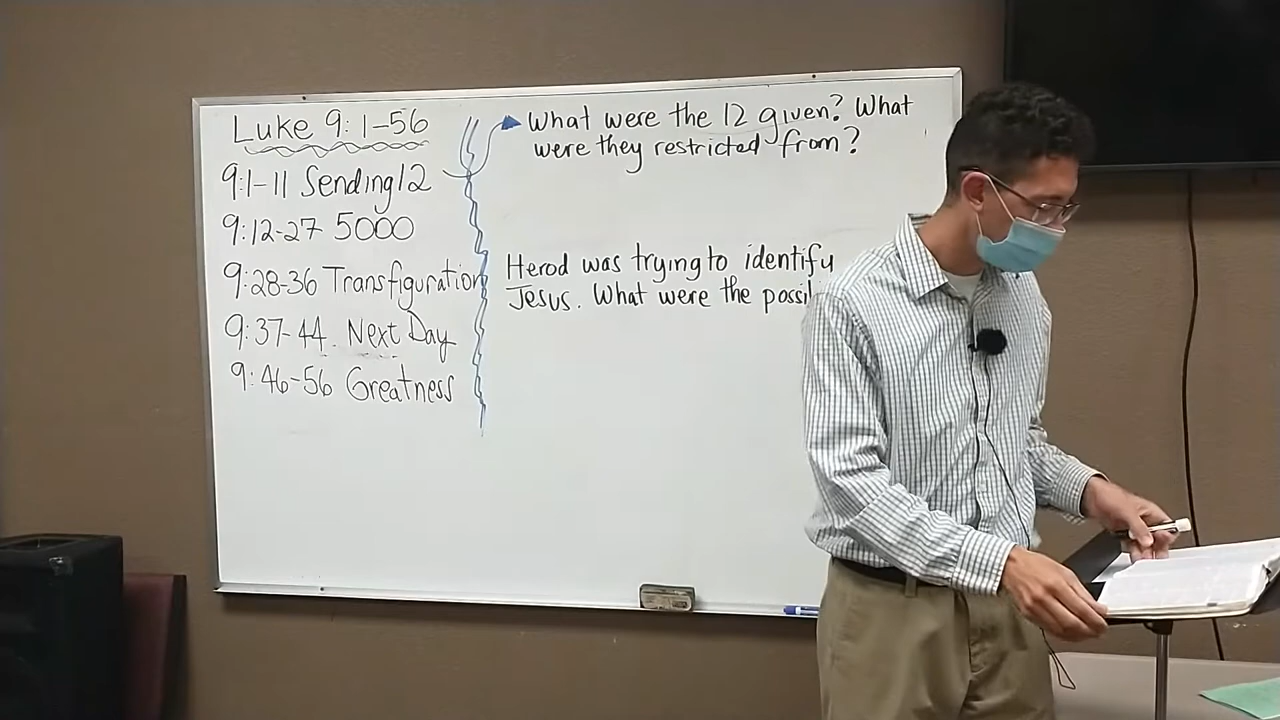 Luke 9:1-56
9:1-11 Sending 12
9:12-27 5000
9:28-36 Transfiguration
9:37-44. Next Day
9:46-56 Greatness
What were the 12 given? What
were they restricted from?
Herod was trying to identify
Jesus. What were the